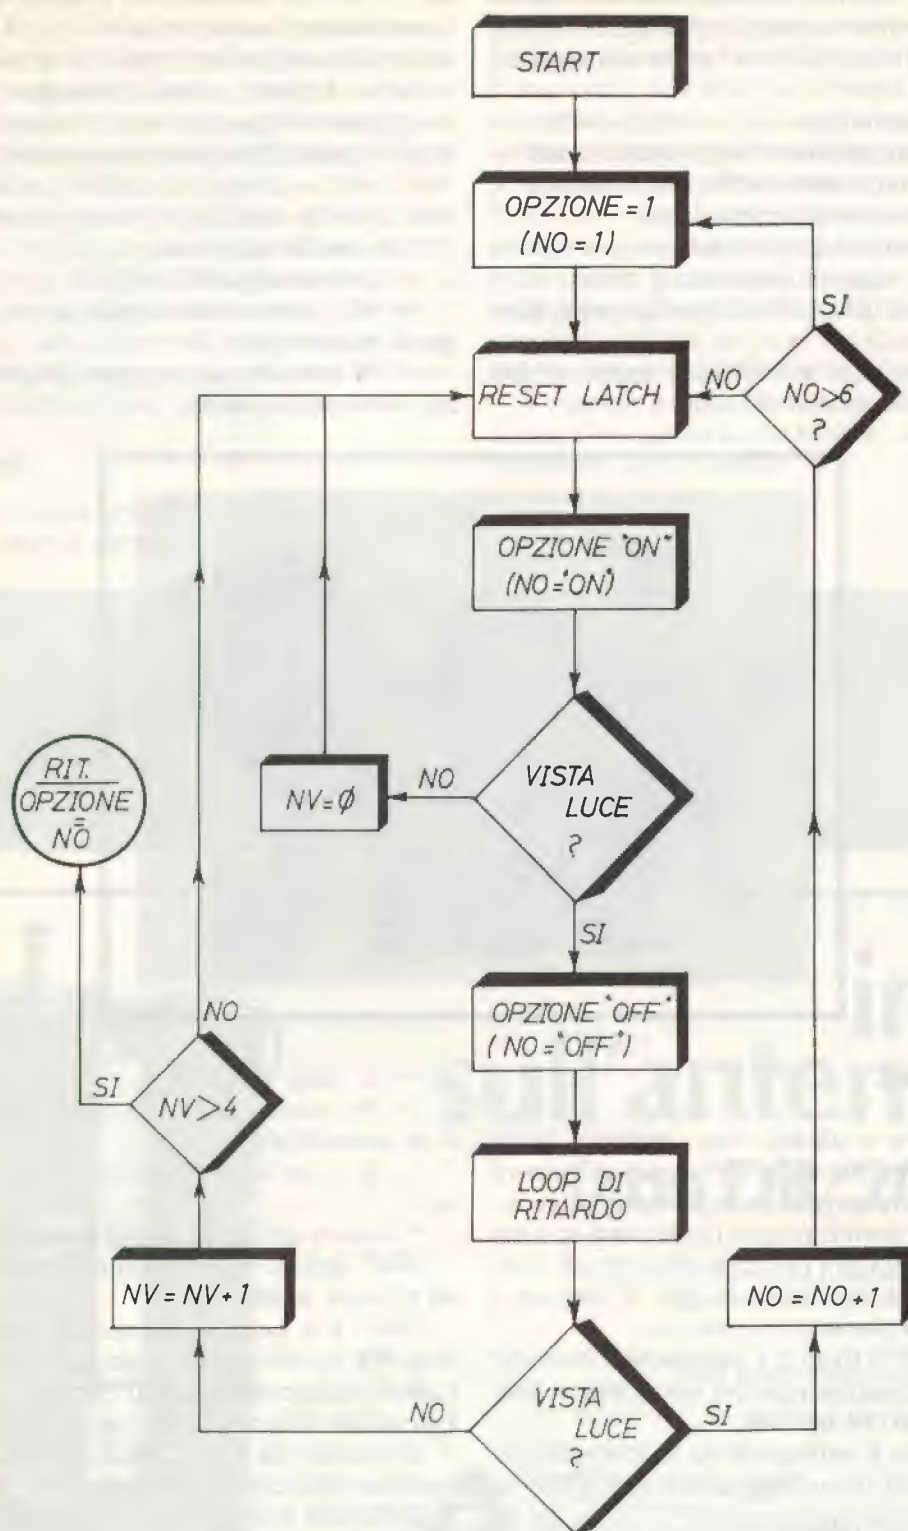 START
OPZIONE = 1
(NO = 1)
SI
RESET LATCH
NO
NO>6
?
OPZIONE "ON"
(NO="ON")
VISTA
LUCE
?
NO
NV=Ø
RIT.
OPZIONE
=
NO
SI
OPZIONE "OFF"
(NO="OFF")
NO
SI
NV>4
LOOP DI
RITARDO
NV = NV+1
NO = NO+1
VISTA
LUCE
?
NO
SI